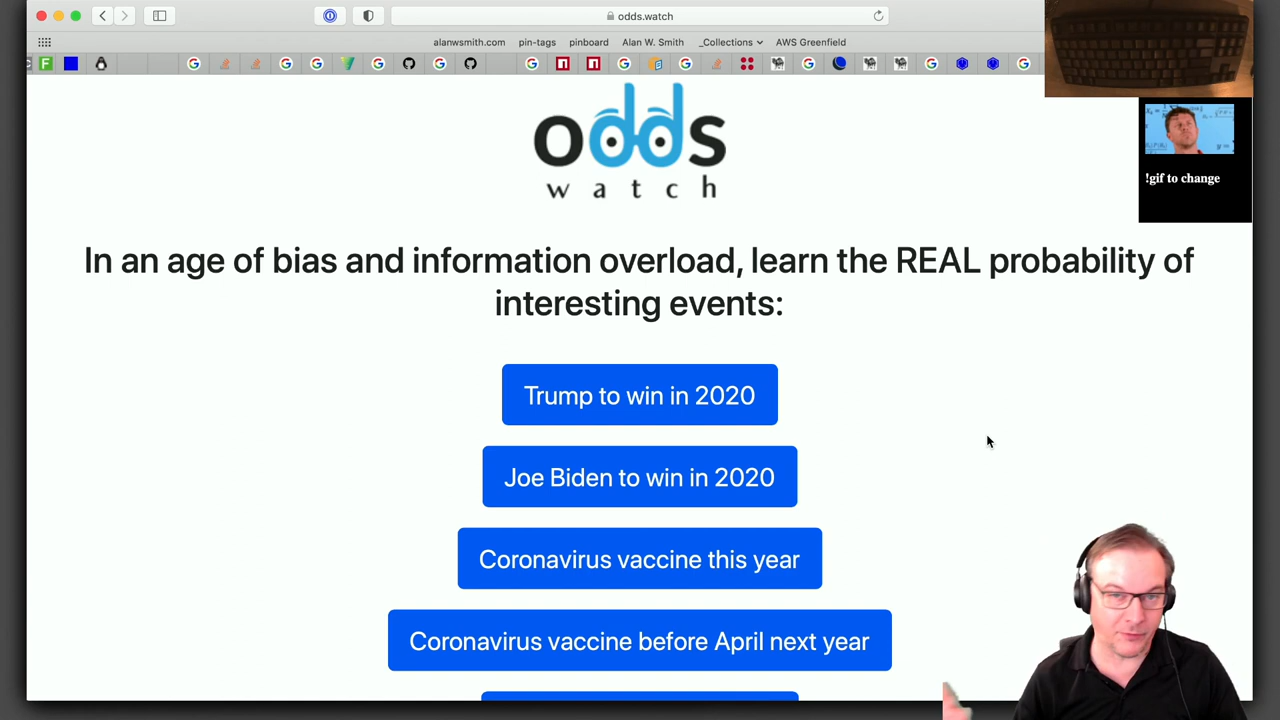 odds.watch
alanwsmith.com pin-tags pinboard Alan W. Smith _Collections AWS Greenfield
odds
watch
!gif to change
In an age of bias and information overload, learn the REAL probability of
interesting events:
Trump to win in 2020
Joe Biden to win in 2020
Coronavirus vaccine this year
Coronavirus vaccine before April next year